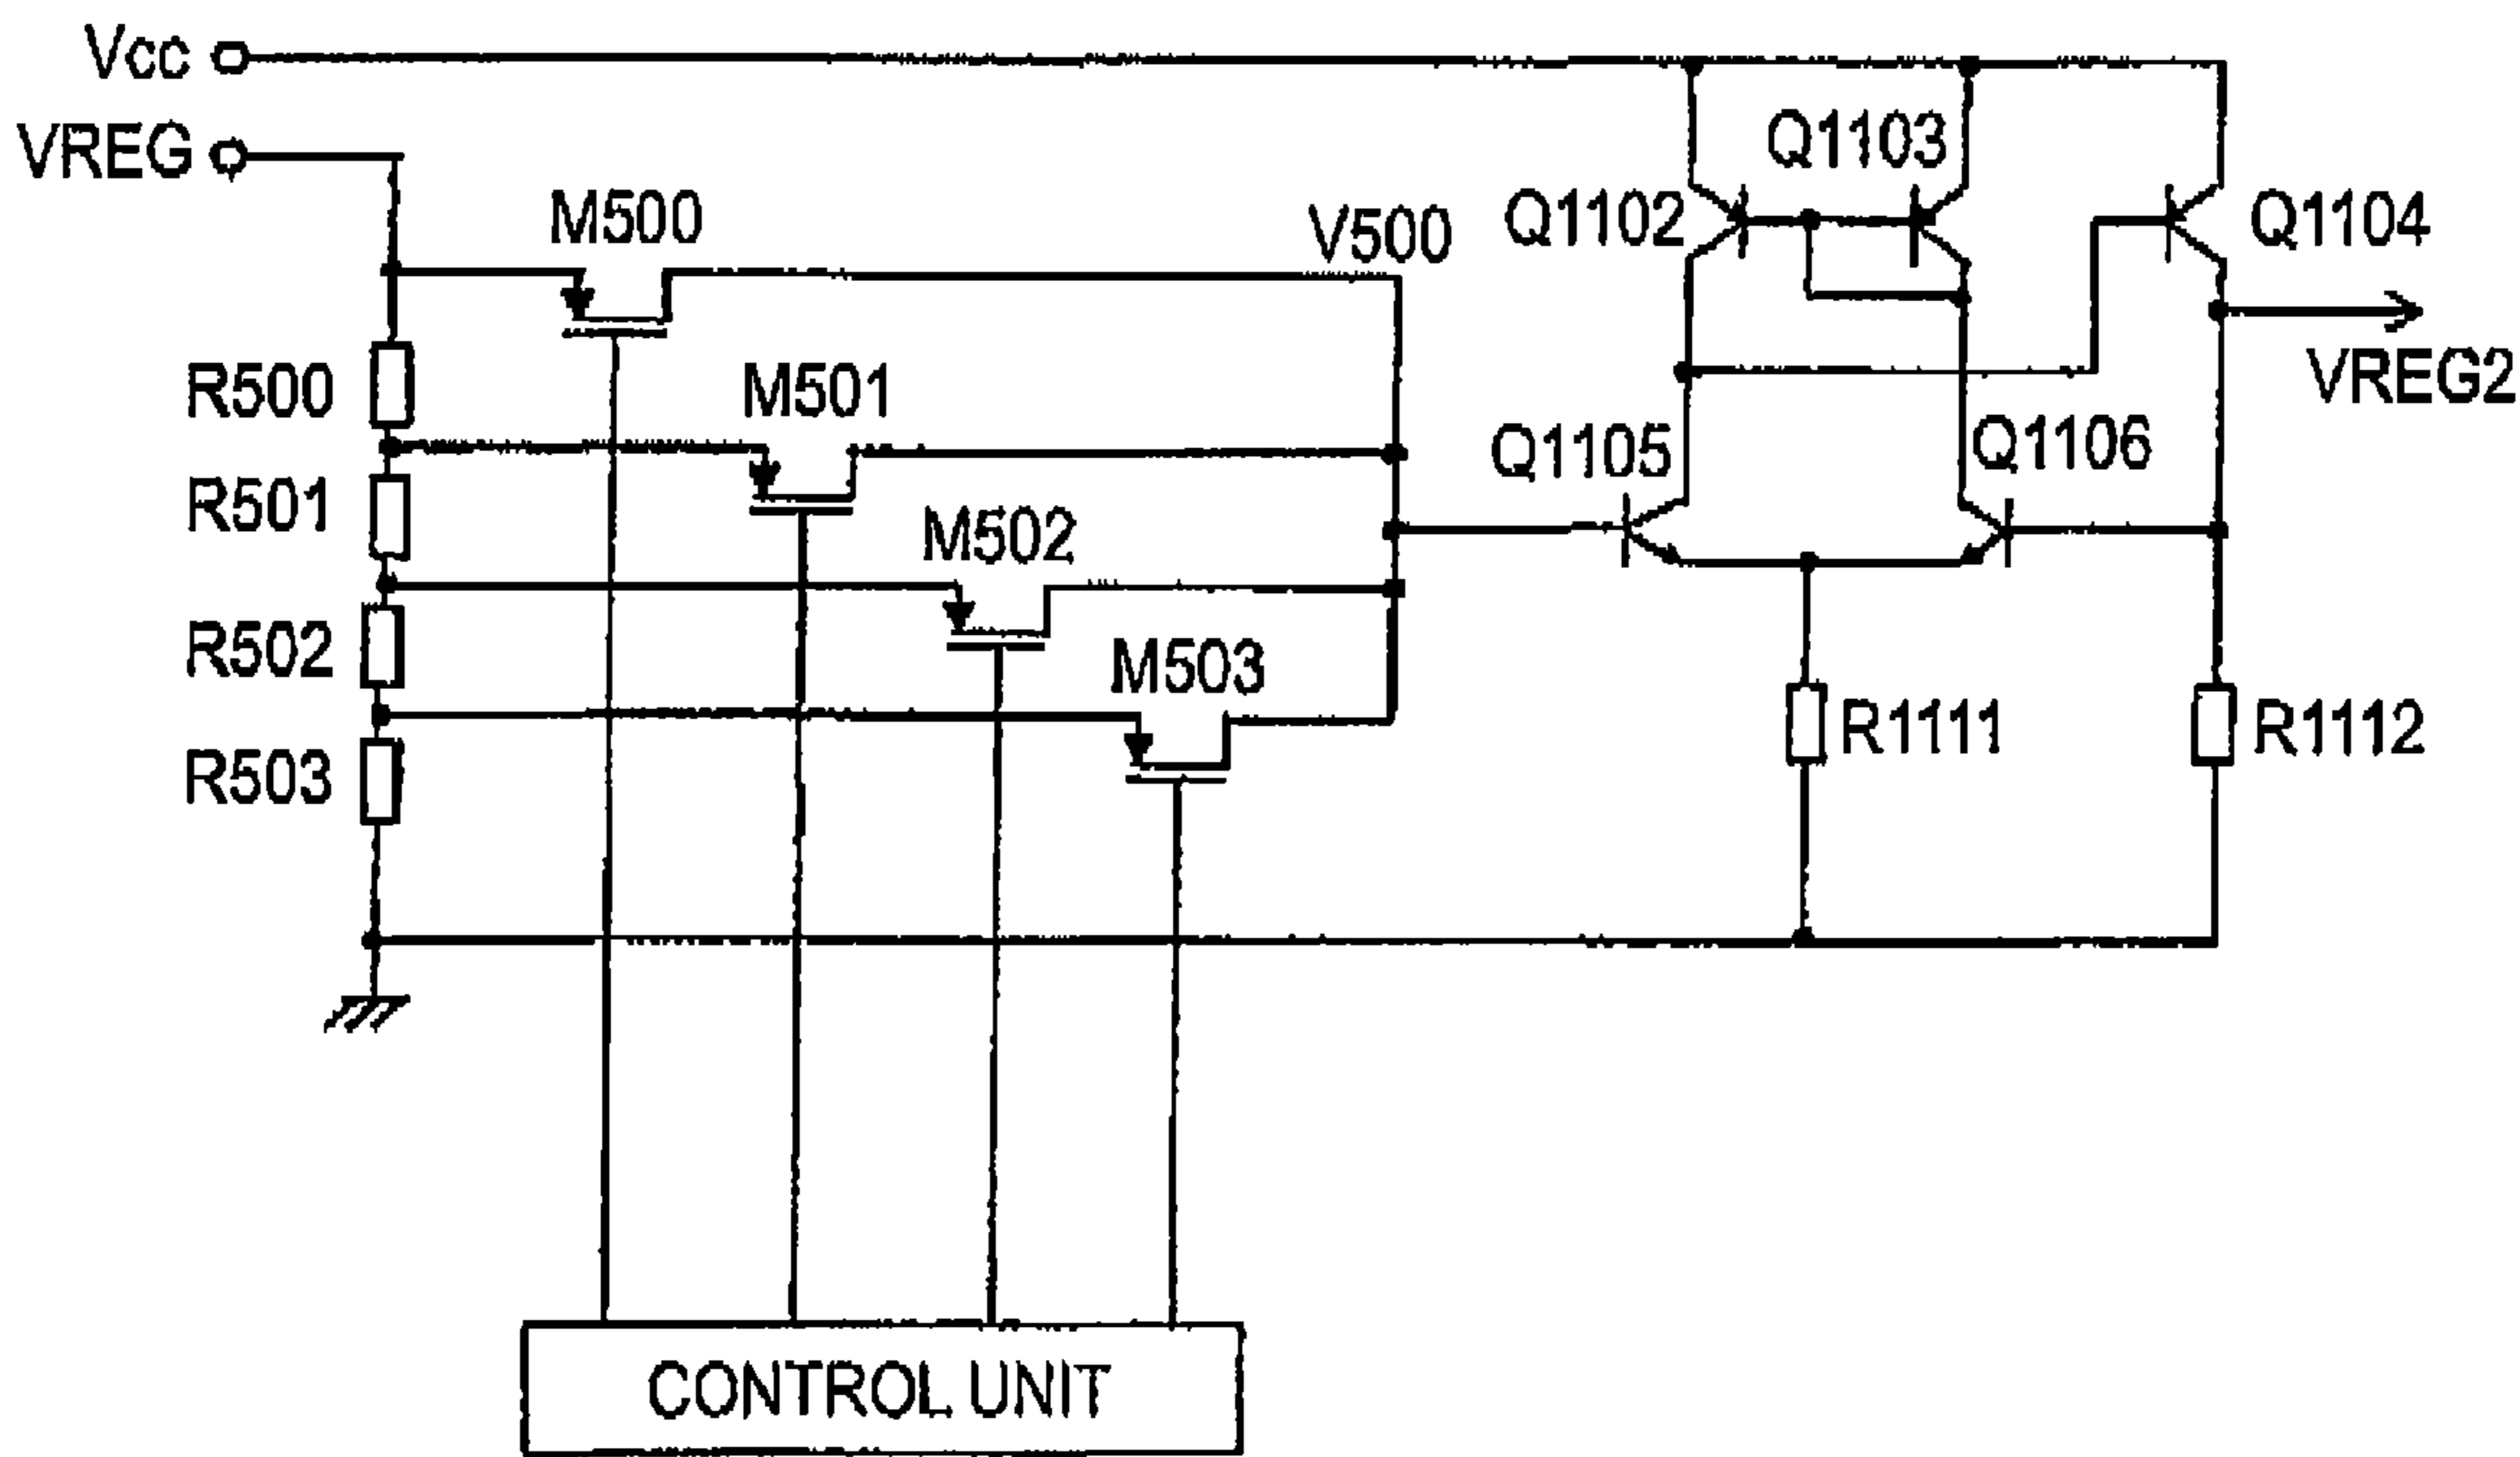 Vcc
VREG
M500
V500
Q1102
Q1103
Q1104
VREG2
R500
M501
R501
M502
Q1105
Q1106
R502
M503
R503
R1111
R1112
CONTROL UNIT